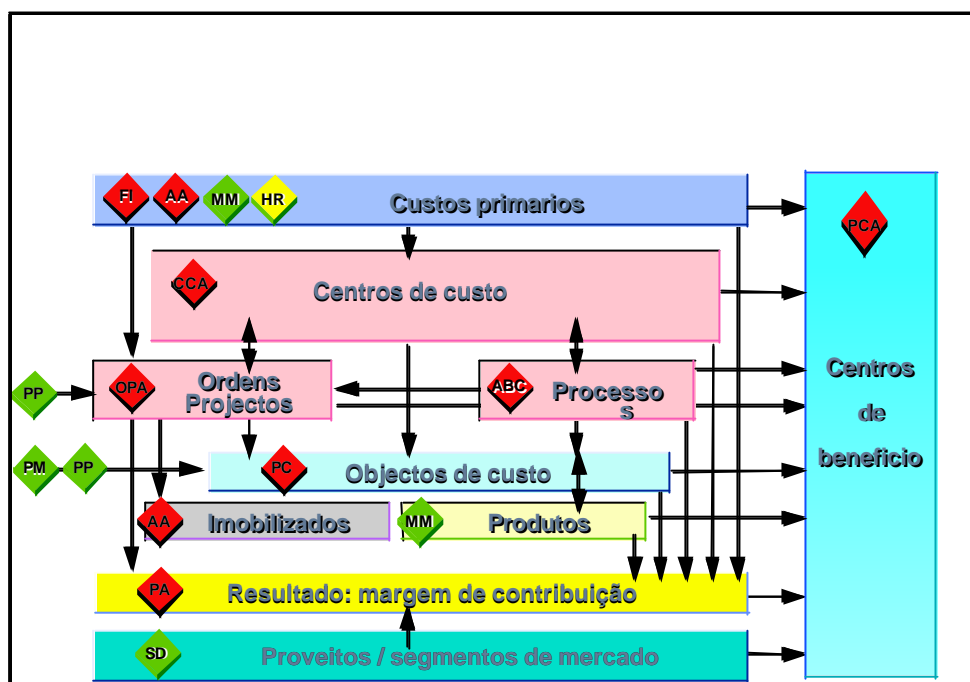 FI AA MM HR Custos primarios
PCA
CCA Centros de custo
PP OPA Ordens
Projectos
ABC Processo
s
Centros
de
beneficio
PM PP PC Objectos de custo
AA Imobilizados
MM Produtos
PA Resultado: margem de contribuição
SD Proveitos / segmentos de mercado